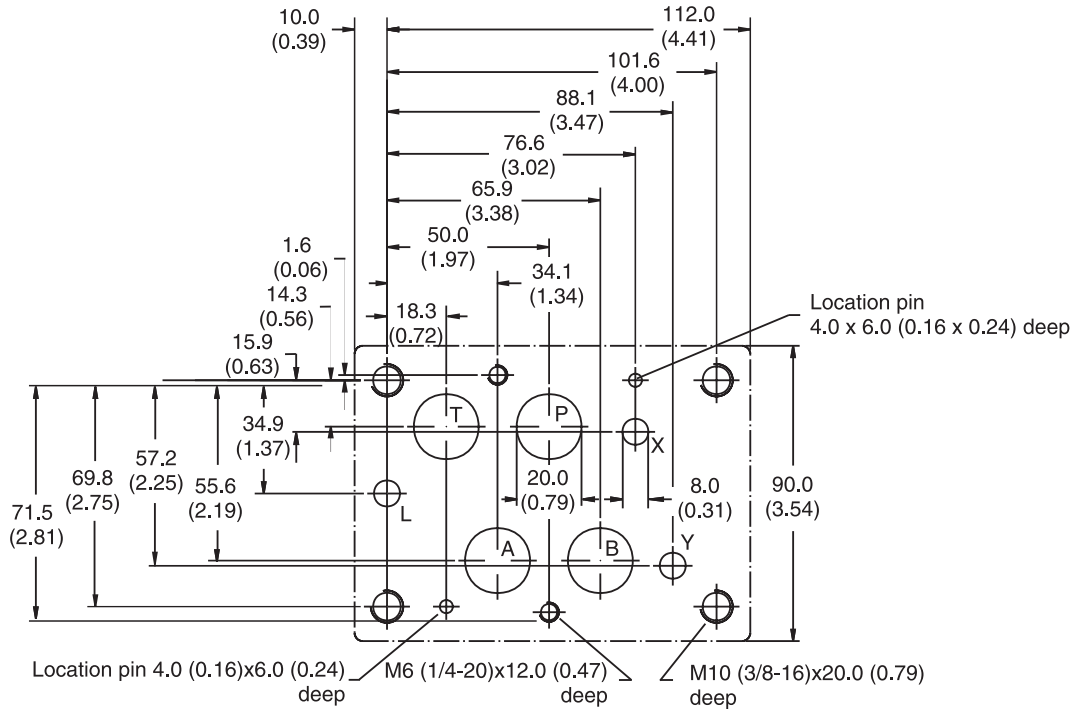 10.0
(0.39)
112.0
(4.41)
101.6
(4.00)
88.1
(3.47)
76.6
(3.02)
65.9
(3.38)
50.0
(1.97)
1.6
(0.06)
34.1
(1.34)
14.3
(0.56)
18.3
(0.72)
Location pin
4.0 x 6.0 (0.16 x 0.24) deep
15.9
(0.63)
T
P
X
34.9
(1.37)
57.2
(2.25)
69.8
(2.75)
55.6
(2.19)
20.0
(0.79)
8.0
(0.31)
90.0
(3.54)
71.5
(2.81)
L
A
B
Y
Location pin 4.0 (0.16)x6.0 (0.24)
deep
M6 (1/4-20)x12.0 (0.47)
deep
M10 (3/8-16)x20.0 (0.79)
deep